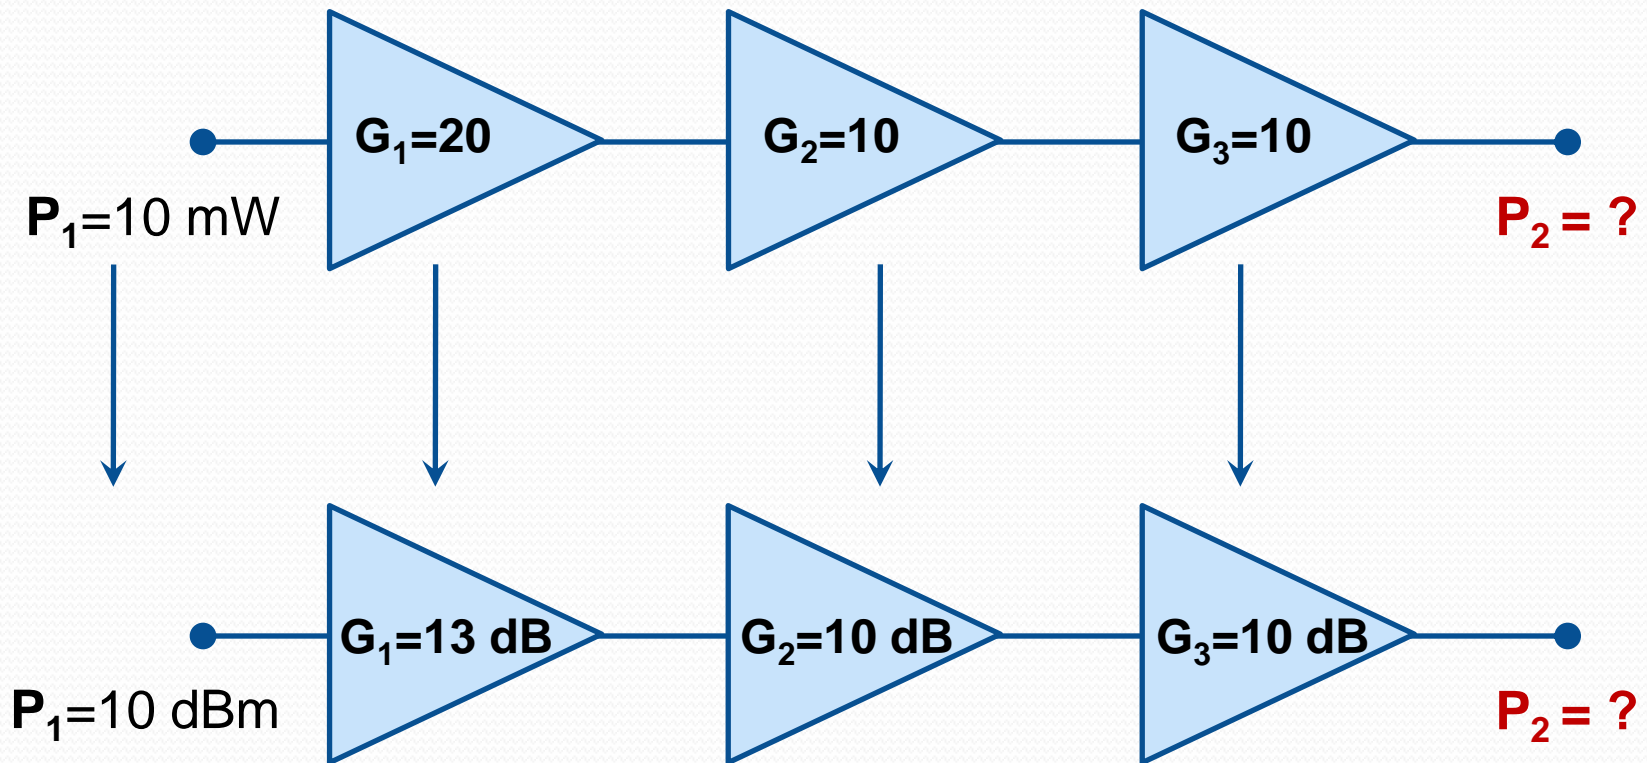 G₁=20
G₂=10
G₃=10
P₁=10 mW
P₂ = ?
G₁=13 dB
G₂=10 dB
G₃=10 dB
P₁=10 dBm
P₂ = ?